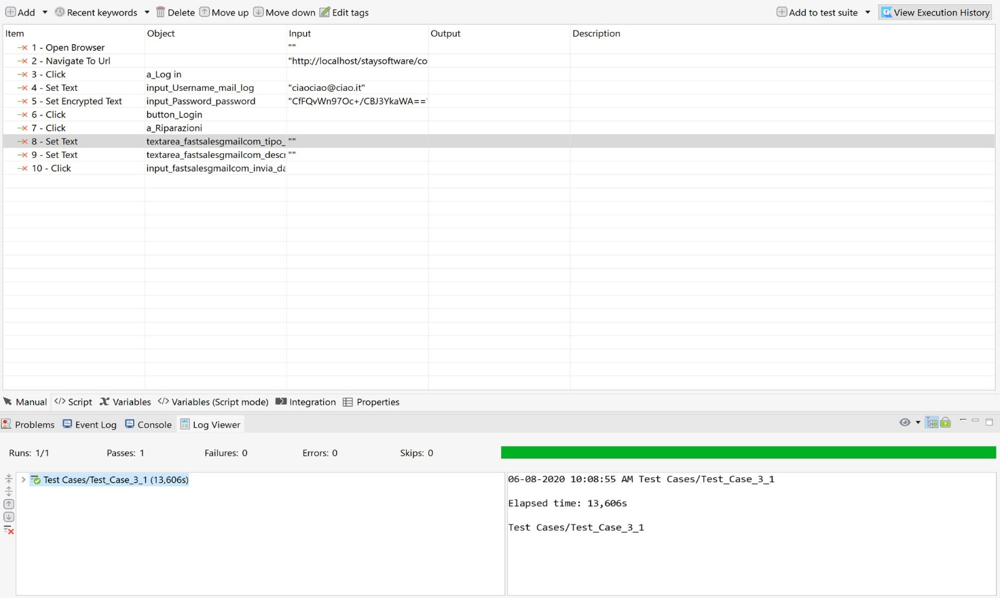 Add Recent keywords Delete Move up Move down Edit tags Add to test suite View Execution History
Item Object Input Output Description
1 - Open Browser ""
2 - Navigate To Url "http://localhost/staysoftware/co
3 - Click a_Log in
4 - Set Text input_Username_mail_log "ciaociao@ciao.it"
5 - Set Encrypted Text input_Password_password "CfFQvWn97Oc+/CBJ3YkaWA=="
6 - Click button_Login
7 - Click a_Riparazioni
8 - Set Text textarea_fastsalesgmailcom_tipo_ ""
9 - Set Text textarea_fastsalesgmailcom_descr ""
10 - Click input_fastsalesgmailcom_invia_da
Manual Script Variables Variables (Script mode) Integration Properties
Problems Event Log Console Log Viewer
Runs: 1/1 Passes: 1 Failures: 0 Errors: 0 Skips: 0
Test Cases/Test_Case_3_1 (13,606s)
06-08-2020 10:08:55 AM Test Cases/Test_Case_3_1
Elapsed time: 13,606s
Test Cases/Test_Case_3_1